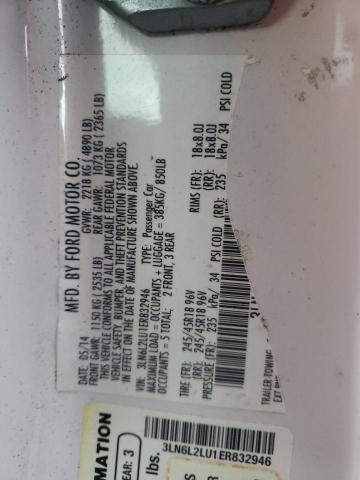 MFD. BY FORD MOTOR CO.
DATE: 05/14 GVWR: 2218 KG ( 4890 LB)
FRONT GAWR: 1150 KG ( 2535 LB) REAR GAWR: 1073 KG ( 2365 LB)
THIS VEHICLE CONFORMS TO ALL APPLICABLE FEDERAL MOTOR
VEHICLE SAFETY, BUMPER, AND THEFT PREVENTION STANDARDS
IN EFFECT ON THE DATE OF MANUFACTURE SHOWN ABOVE.
VIN: 3LN6L2LU1ER832946 TYPE: Passenger Car
MAXIMUM LOAD = OCCUPANTS + LUGGAGE = 385KG/850LB
OCCUPANTS = 5 TOTAL: 2 FRONT, 3 REAR
TIRE (FR): 245/45R18 96V RIMS (FR): 18x8.0J
(RR): 245/45R18 96V (RR): 18x8.0J
PRESSURE (FR): 235 kPa/ 34 PSI COLD
(RR): 235 kPa/ 34 PSI COLD
TRAILER TOWING
3LN6L2LU1ER832946
RMATION
EAR: 3
lbs.